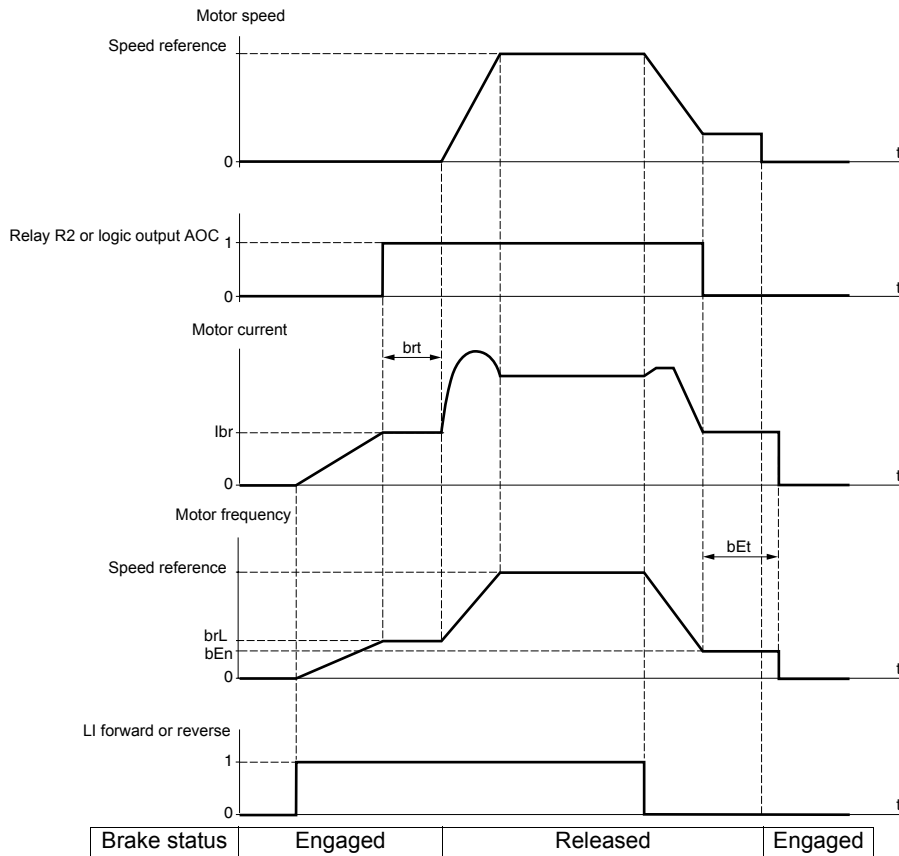 Motor speed
Speed reference
0
t
Relay R2 or logic output AOC
1
0
t
Motor current
brt
Ibr
0
t
Motor frequency
bEt
Speed reference
brL
bEn
0
t
LI forward or reverse
1
0
t
Brake status Engaged Released Engaged